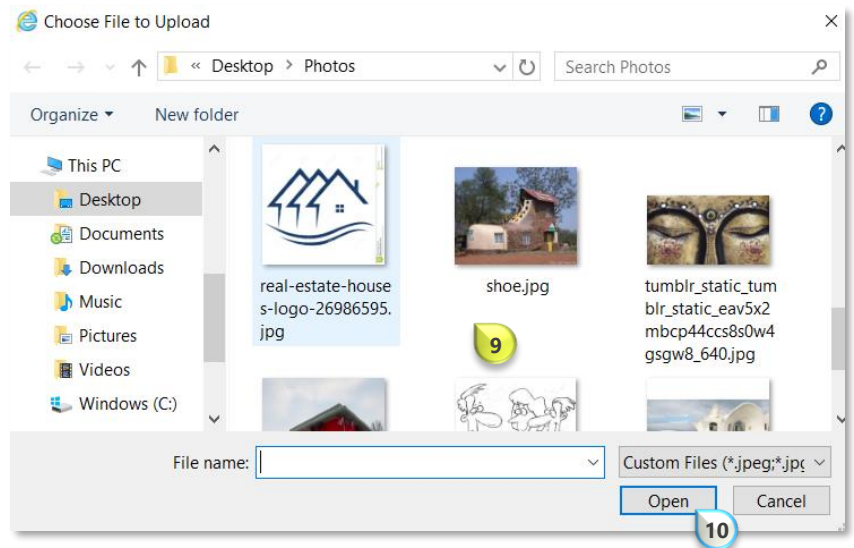 Choose File to Upload
« Desktop > Photos
Search Photos
Organize
New folder
This PC
Desktop
Documents
Downloads
Music
Pictures
Videos
Windows (C:)
real-estate-house
s-logo-26986595.
jpg
shoe.jpg
tumblr_static_tum
blr_static_eav5x2
mbcp44ccs8s0w4
gsgw8_640.jpg
9
File name:
Custom Files (*.jpeg;*.jpg
Open
Cancel
10